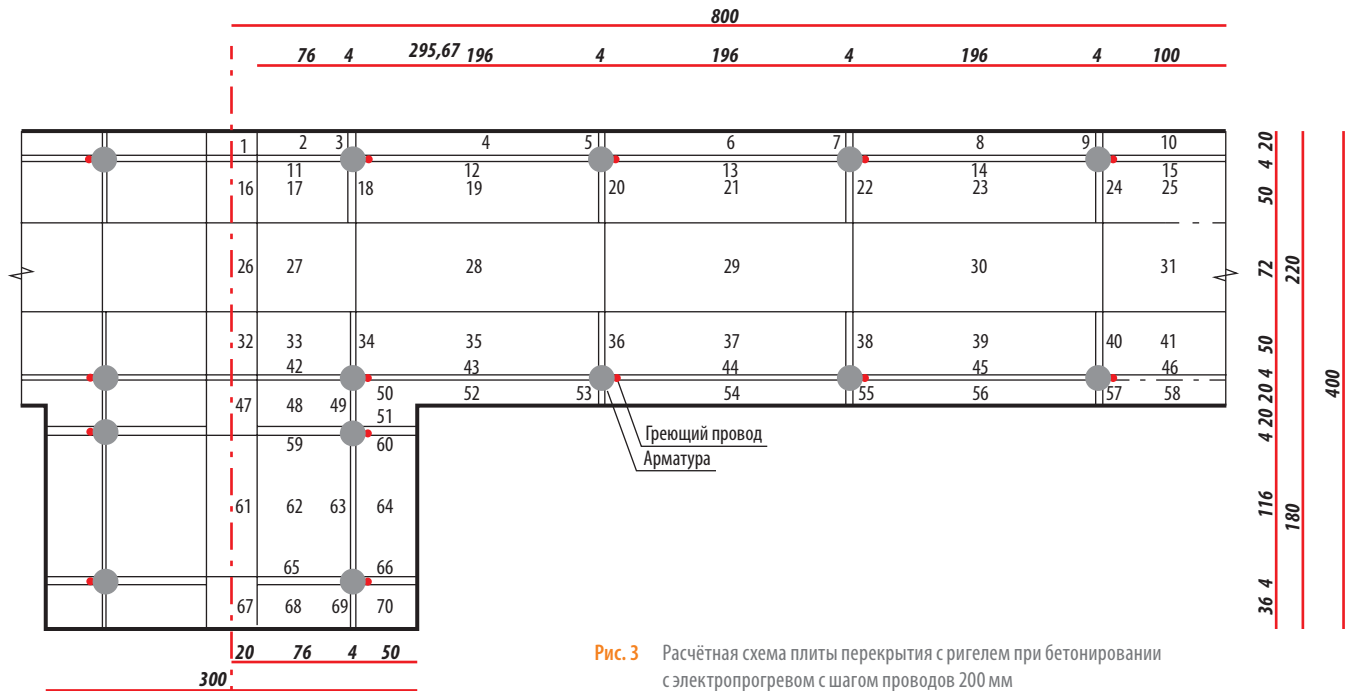 800
76 4 295,67 196 4 196 4 196 4 100
1 2 3 4 5 6 7 8 9 10
11 12 13 14 15
16 17 18 19 20 21 22 23 24 25
26 27 28 29 30 31
32 33 34 35 36 37 38 39 40 41
42 43 44 45 46
47 48 49 50 52 53 54 55 56 57 58
51
59 60
Греющий провод
Арматура
61 62 63 64
65 66
67 68 69 70
20
4
50
72
50
4
20
20
4
116
36 4
220
180
400
20 76 4 50
300
Рис. 3 Расчётная схема плиты перекрытия с ригелем при бетонировании
с электропрогревом с шагом проводов 200 мм